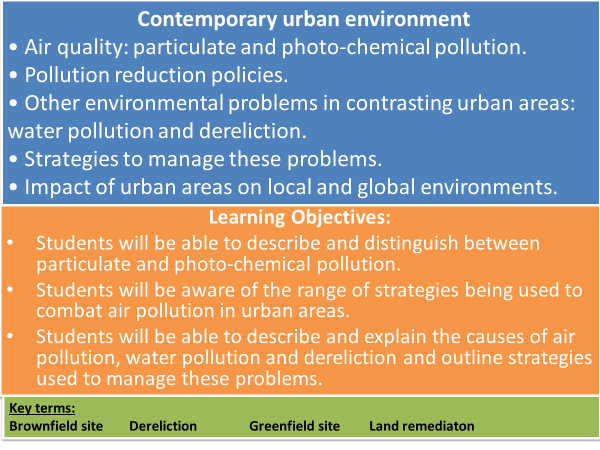 Contemporary urban environment
• Air quality: particulate and photo-chemical pollution.
• Pollution reduction policies.
• Other environmental problems in contrasting urban areas:
water pollution and dereliction.
• Strategies to manage these problems.
• Impact of urban areas on local and global environments.
Learning Objectives:
• Students will be able to describe and distinguish between
particulate and photo-chemical pollution.
• Students will be aware of the range of strategies being used to
combat air pollution in urban areas.
• Students will be able to describe and explain the causes of air
pollution, water pollution and dereliction and outline strategies
used to manage these problems.
Key terms:
Brownfield site Dereliction Greenfield site Land remediaton